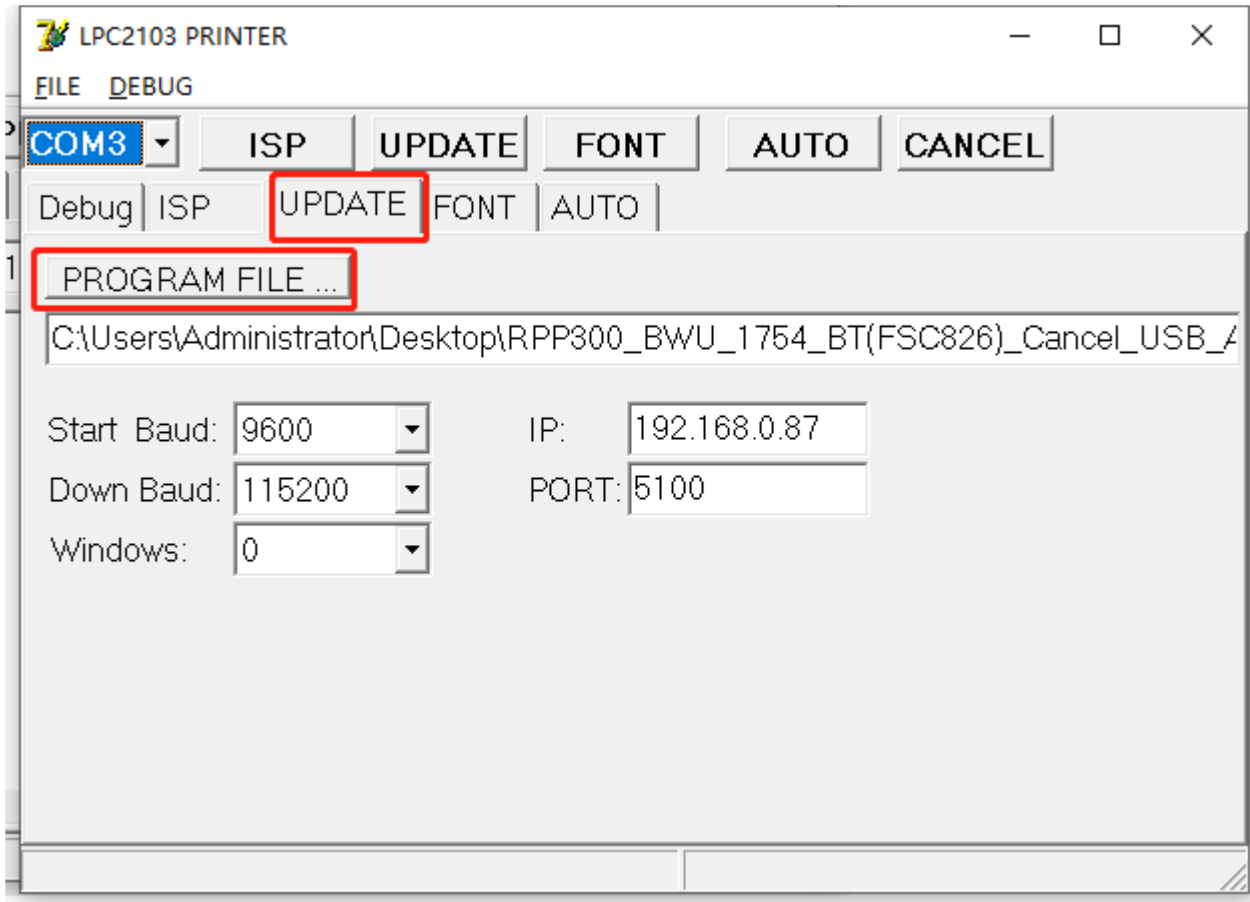 LPC2103 PRINTER
FILE DEBUG
COM3 ISP UPDATE FONT AUTO CANCEL
Debug ISP UPDATE FONT AUTO
PROGRAM FILE ...
C:\Users\Administrator\Desktop\RPP300_BWU_1754_BT(FSC826)_Cancel_USB_
Start Baud: 9600 IP: 192.168.0.87
Down Baud: 115200 PORT: 5100
Windows: 0